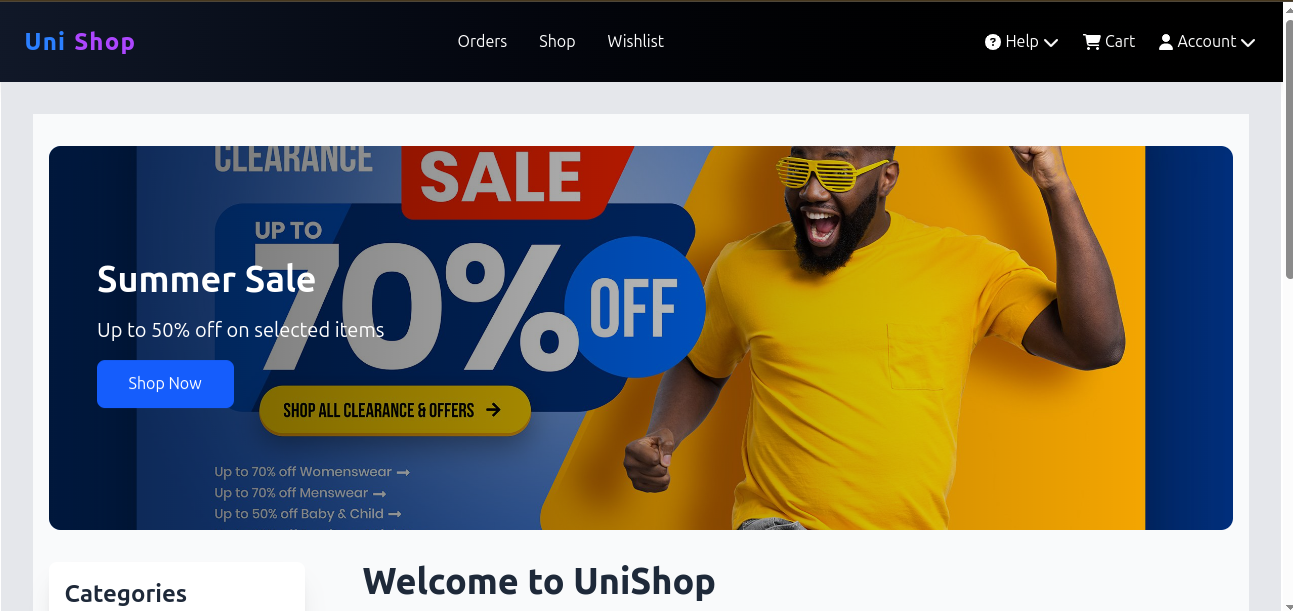 Uni Shop
Orders Shop Wishlist
? Help Cart Account
CLEARANCE SALE
UP TO
70% OFF
Summer Sale
Up to 50% off on selected items
Shop Now
SHOP ALL CLEARANCE & OFFERS →
Up to 70% off Womenswear →
Up to 70% off Menswear →
Up to 50% off Baby & Child →
Categories
Welcome to UniShop